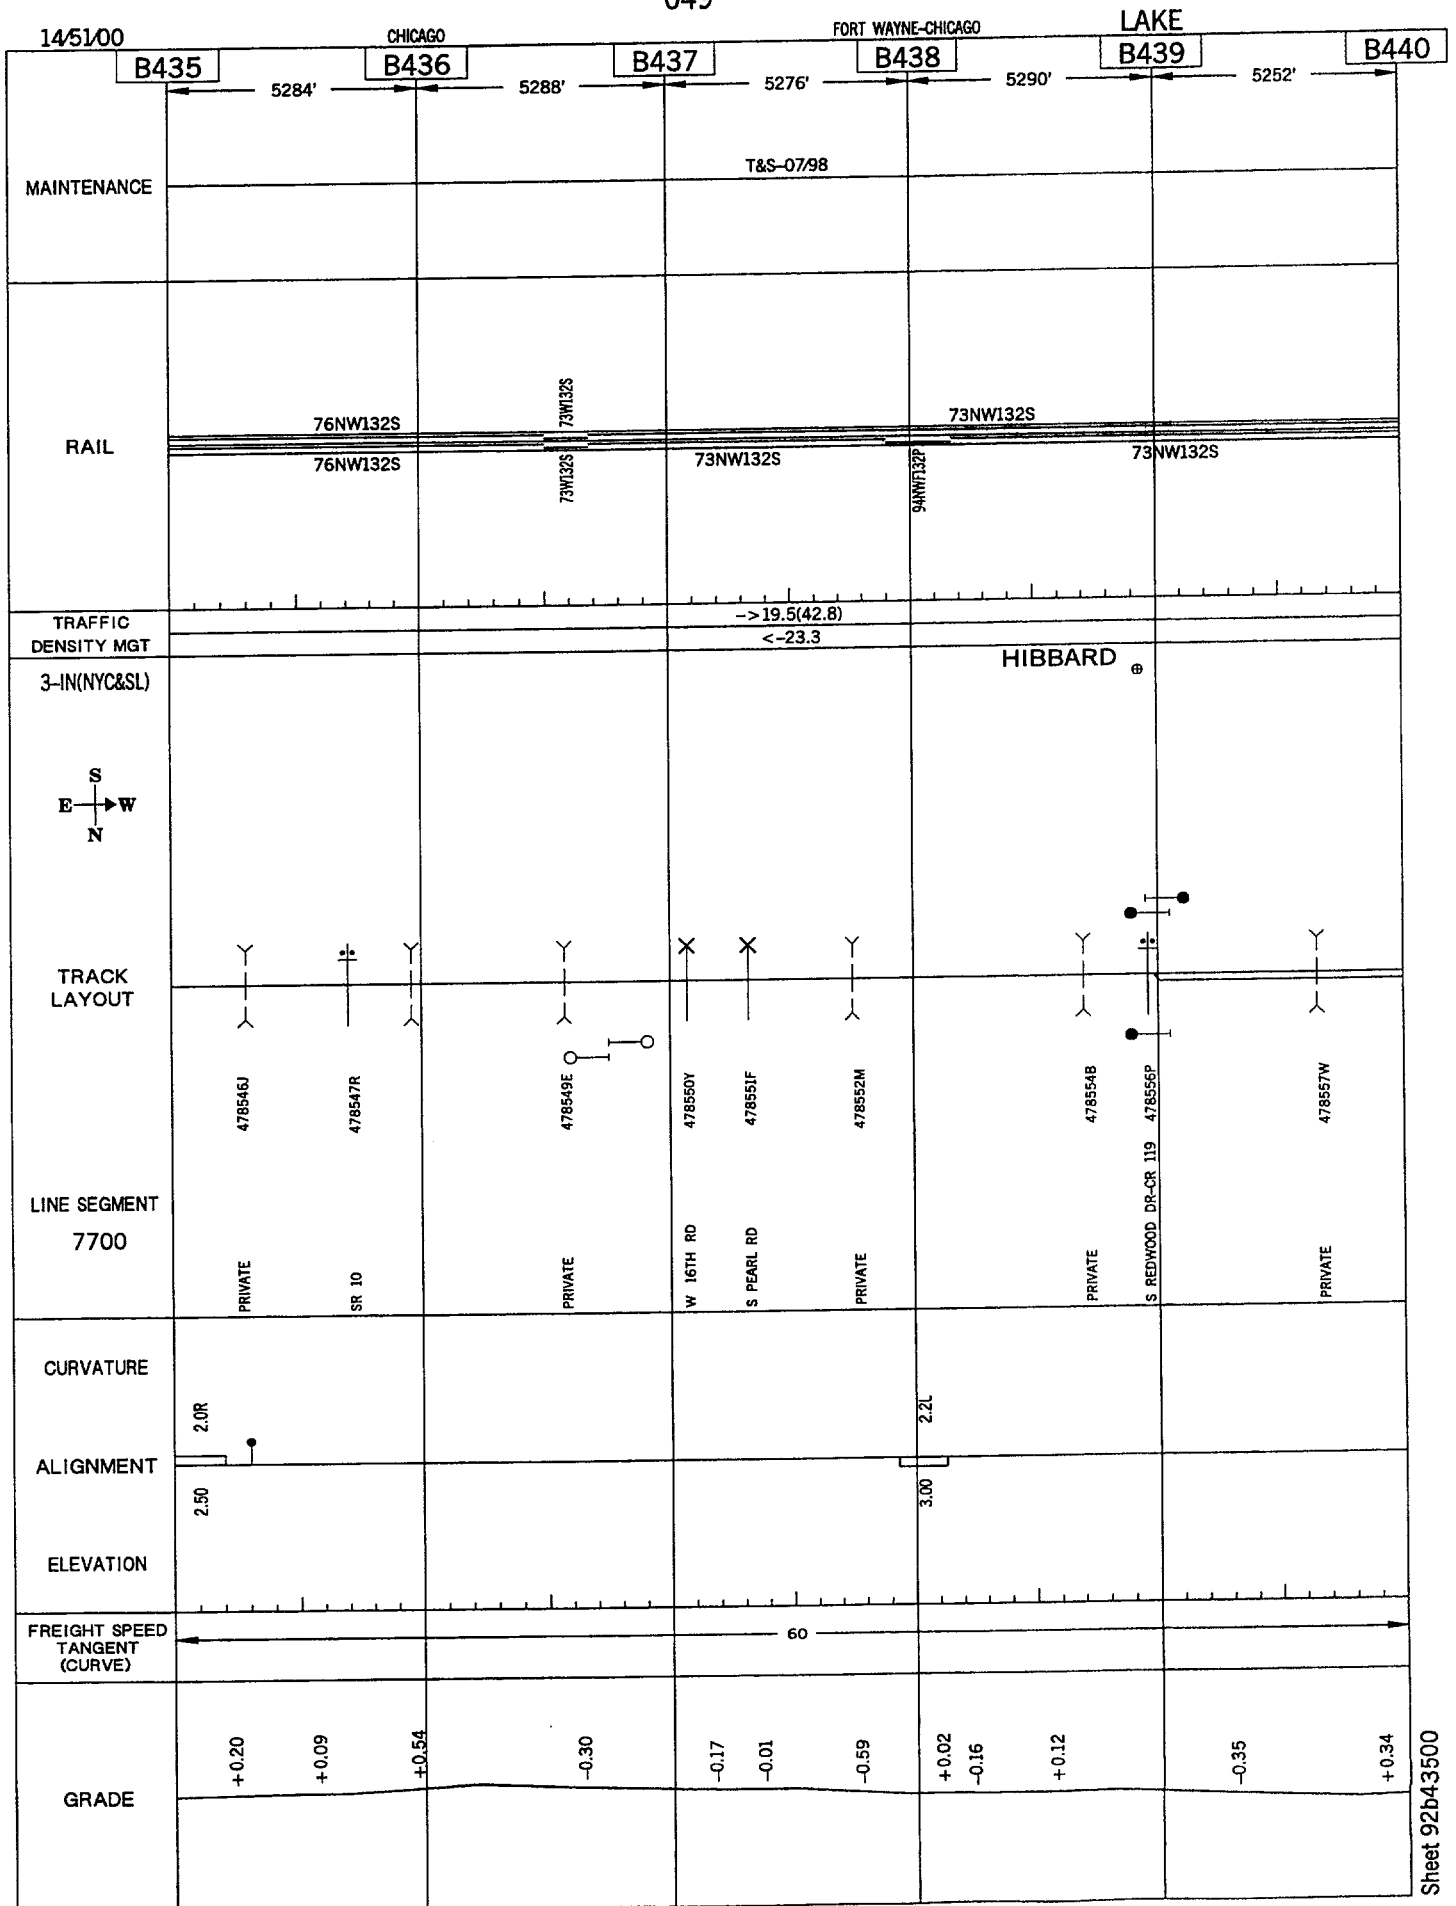 049
14/51/00 CHICAGO FORT WAYNE-CHICAGO LAKE
B435 B436 B437 B438 B439 B440
5284' 5288' 5276' 5290' 5252'
MAINTENANCE
T&S-07/98
RAIL
76NW132S
76NW132S
73W132S
73W132S
73NW132S
94NWF132P
73NW132S
73NW132S
TRAFFIC
DENSITY MGT
->19.5(42.8)
<-23.3
3-IN(NYC&SL)
HIBBARD
S
E W
N
TRACK
LAYOUT
478546J
478547R
478549E
478550Y
478551F
478552M
478554B
478556P
478557W
LINE SEGMENT
7700
PRIVATE
SR 10
PRIVATE
W 16TH RD
S PEARL RD
PRIVATE
PRIVATE
S REDWOOD DR-CR 119
PRIVATE
CURVATURE
2.0R
2.2L
ALIGNMENT
2.50
3.00
ELEVATION
FREIGHT SPEED
TANGENT
(CURVE)
60
GRADE
+0.20
+0.09
+0.54
-0.30
-0.17
-0.01
-0.59
+0.02
-0.16
+0.12
-0.35
+0.34
Sheet 92b43500